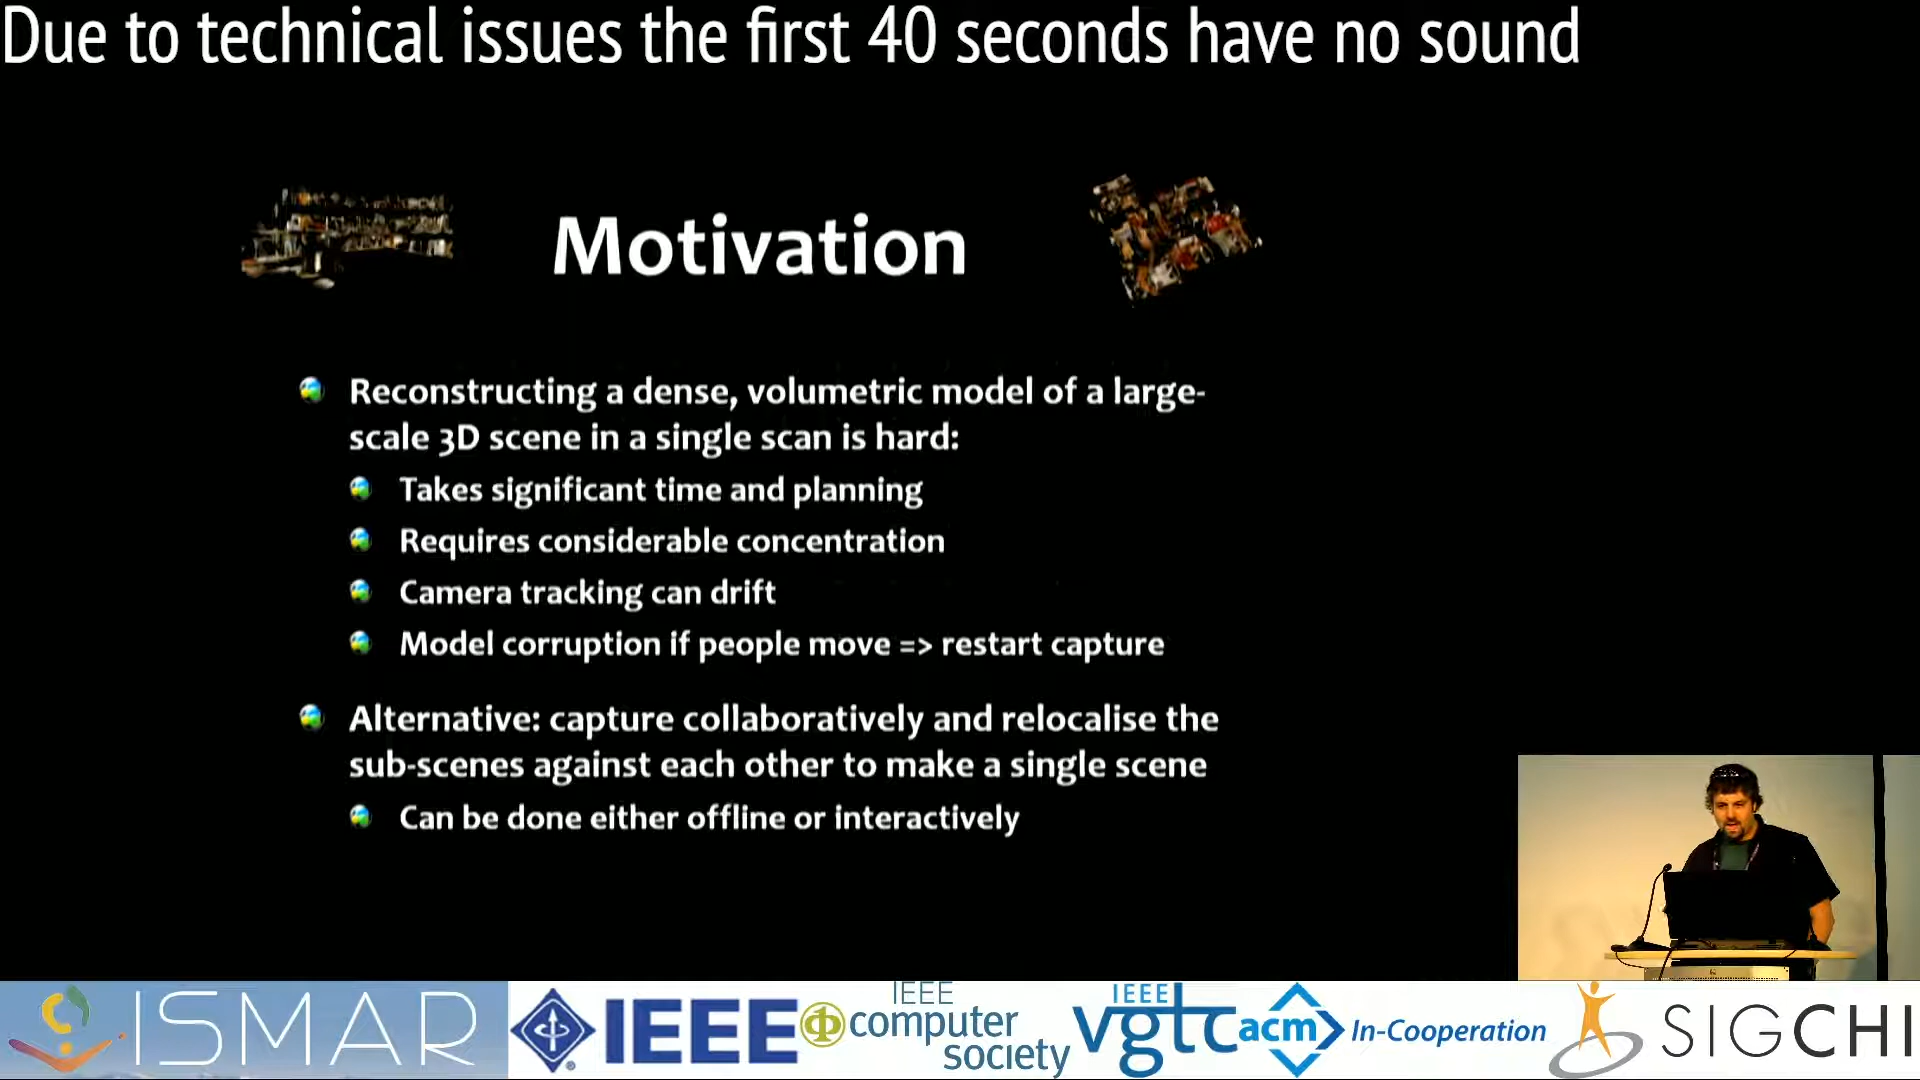 Due to technical issues the first 40 seconds have no sound
Motivation
Reconstructing a dense, volumetric model of a large-
scale 3D scene in a single scan is hard:
Takes significant time and planning
Requires considerable concentration
Camera tracking can drift
Model corruption if people move => restart capture
Alternative: capture collaboratively and relocalise the
sub-scenes against each other to make a single scene
Can be done either offline or interactively
ISMAR
IEEE
IEEE
computer
society
IEEE
vgtc
acm
In-Cooperation
SIGCHI